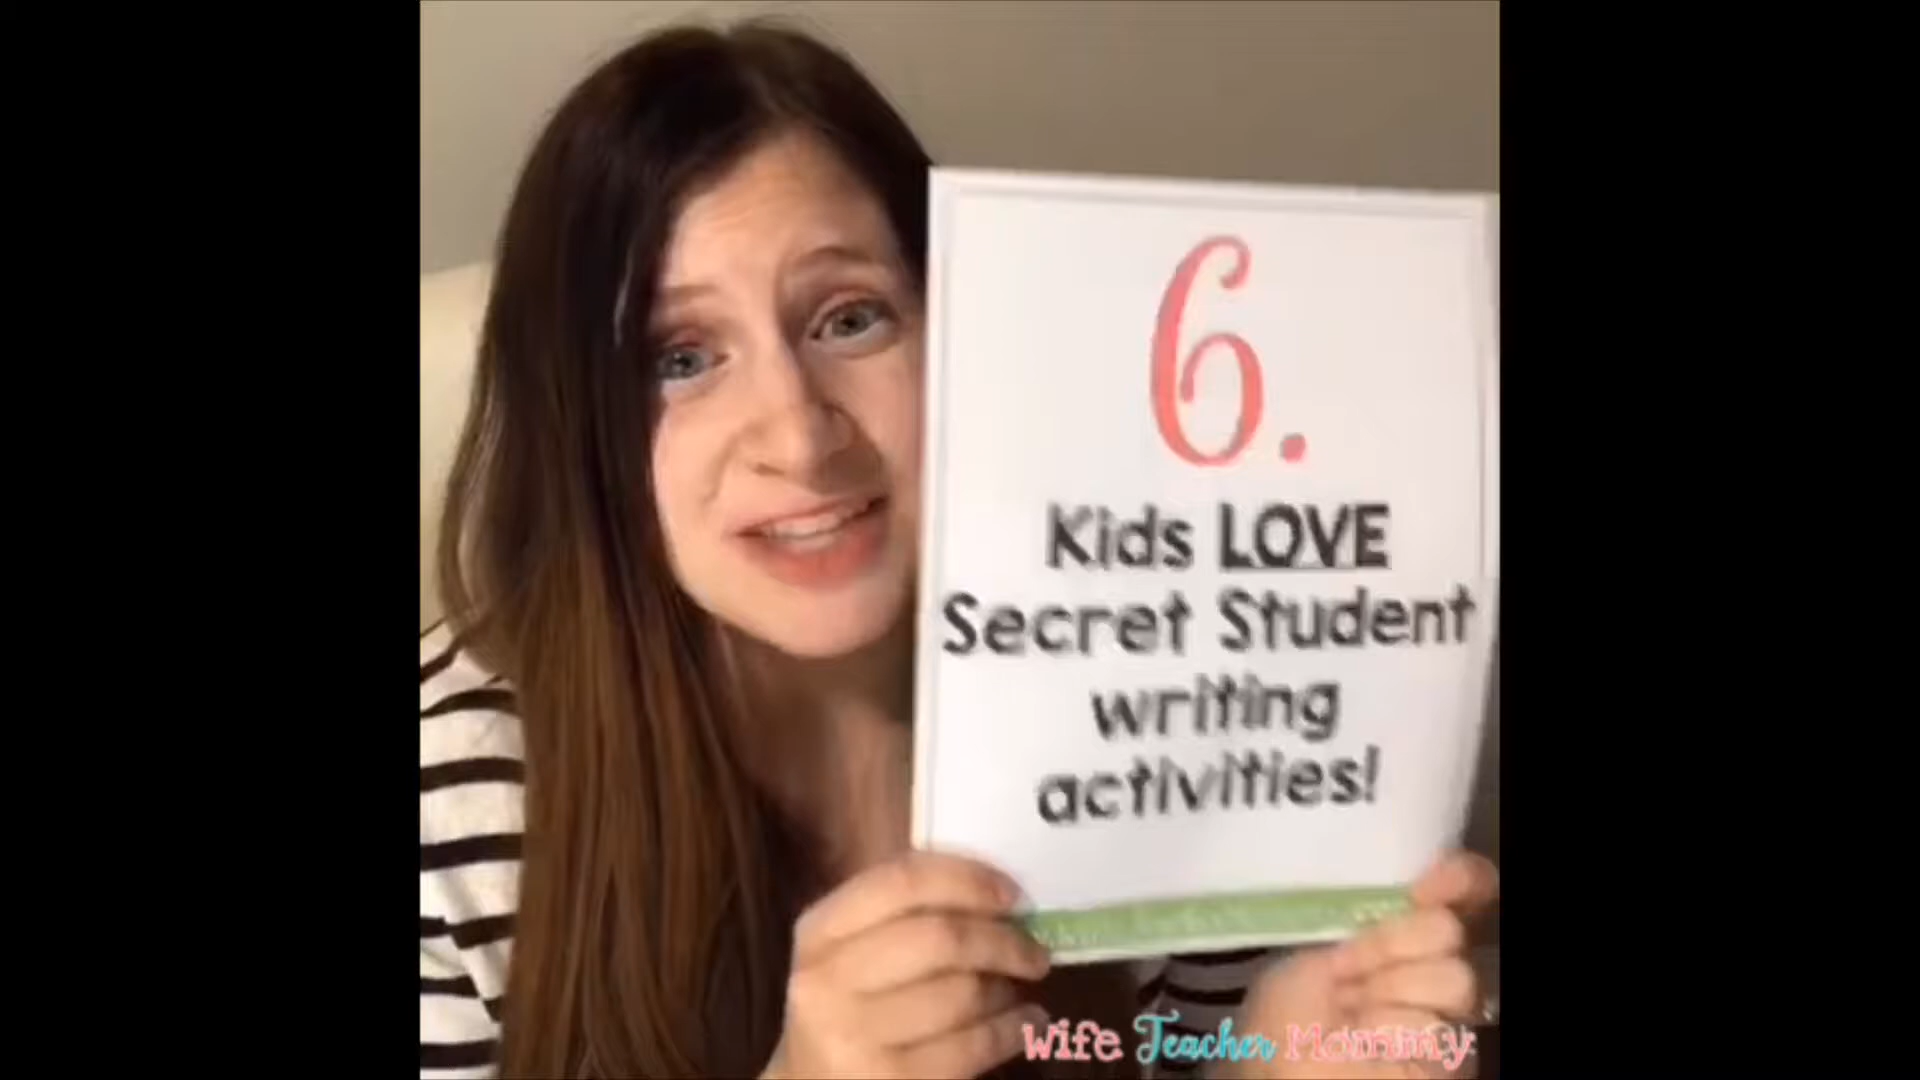 6.
Kids LOVE
Secret Student
writing
activities!
Wife Teacher Mommy